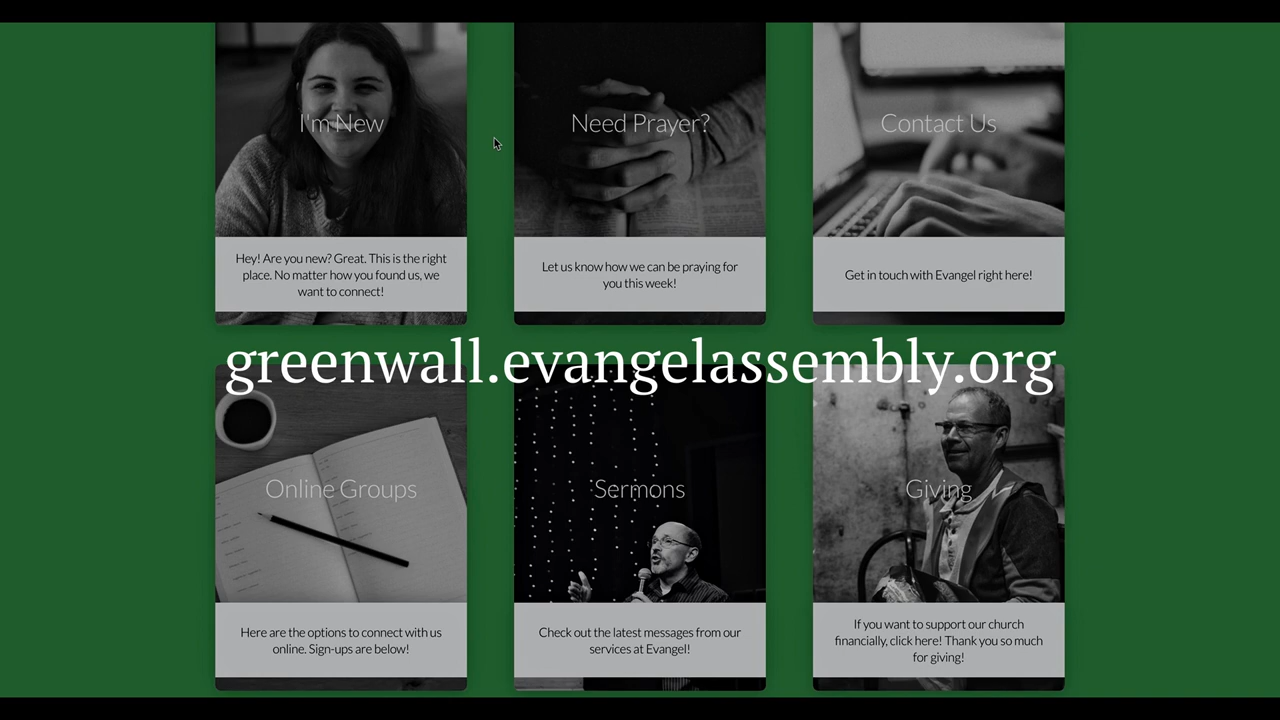 I'm New
Need Prayer?
Contact Us
Hey! Are you new? Great. This is the right
place. No matter how you found us, we
want to connect!
Let us know how we can be praying for
you this week!
Get in touch with Evangel right here!
greenwall.evangelassembly.org
Online Groups
Sermons
Giving
Here are the options to connect with us
online. Sign-ups are below!
Check out the latest messages from our
services at Evangel!
If you want to support our church
financially, click here! Thank you so much
for giving!